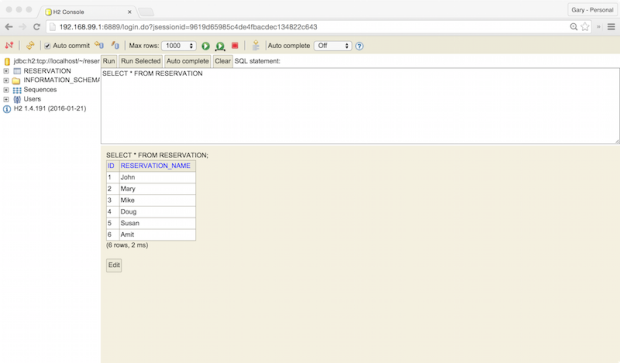 H2 Console
Gary - Personal
192.168.99.1:6889/login.do?jsessionid=9619d65985c4de4fbacdec134822c643
Auto commit
Max rows: 1000
Auto complete Off
jdbc:h2:tcp://localhost/~/reser
RESERVATION
INFORMATION_SCHEMA
Sequences
Users
H2 1.4.191 (2016-01-21)
Run Run Selected Auto complete Clear SQL statement:
SELECT * FROM RESERVATION
SELECT * FROM RESERVATION;
ID RESERVATION_NAME
1 John
2 Mary
3 Mike
4 Doug
5 Susan
6 Amit
(6 rows, 2 ms)
Edit